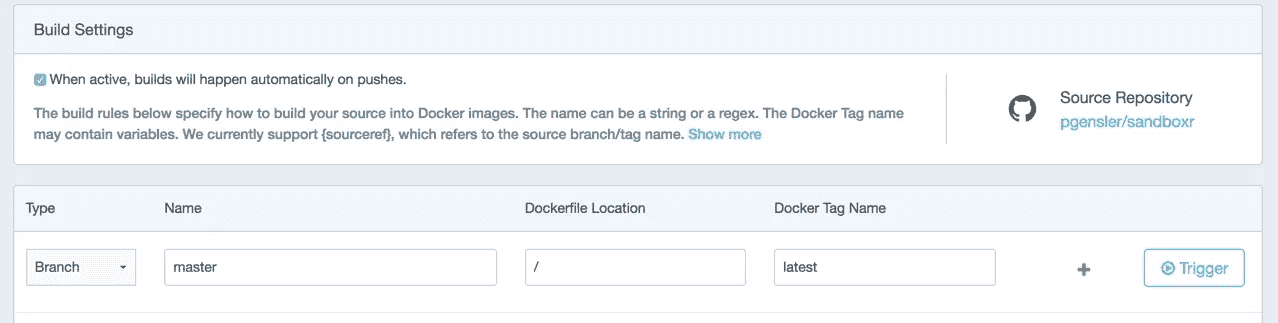 Build Settings
When active, builds will happen automatically on pushes.
The build rules below specify how to build your source into Docker images. The name can be a string or a regex. The Docker Tag name
may contain variables. We currently support {sourceref}, which refers to the source branch/tag name. Show more
Source Repository
pgensler/sandboxr
Type Name Dockerfile Location Docker Tag Name
Branch master / latest + Trigger